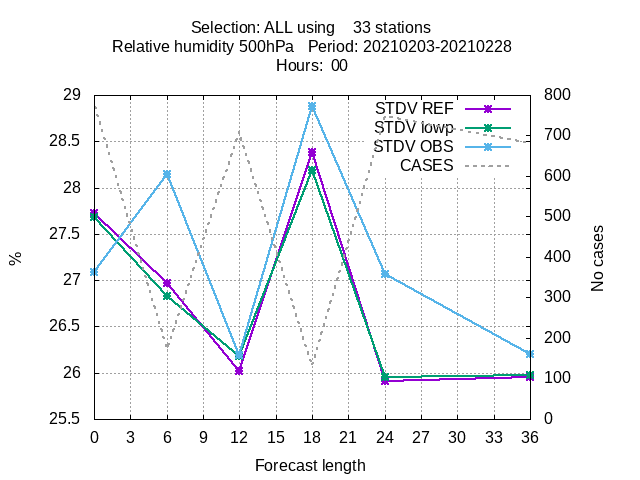 Selection: ALL using    33 stations
Relative humidity 500hPa   Period: 20210203-20210228
Hours:  00
STDV REF
STDV lowp
STDV OBS
CASES
29
28.5
28
27.5
27
26.5
26
25.5
%
800
700
600
500
400
300
200
100
0
No cases
0 3 6 9 12 15 18 21 24 27 30 33 36
Forecast length